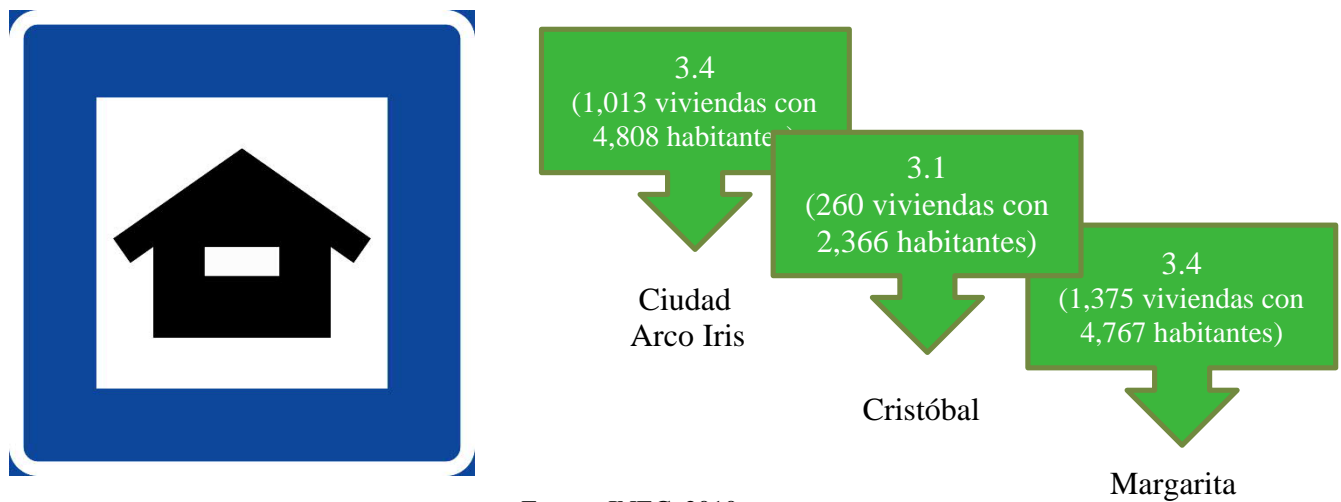 3.4
(1,013 viviendas con
4,808 habitantes)
Ciudad
Arco Iris
3.1
(260 viviendas con
2,366 habitantes)
Cristóbal
3.4
(1,375 viviendas con
4,767 habitantes)
Margarita